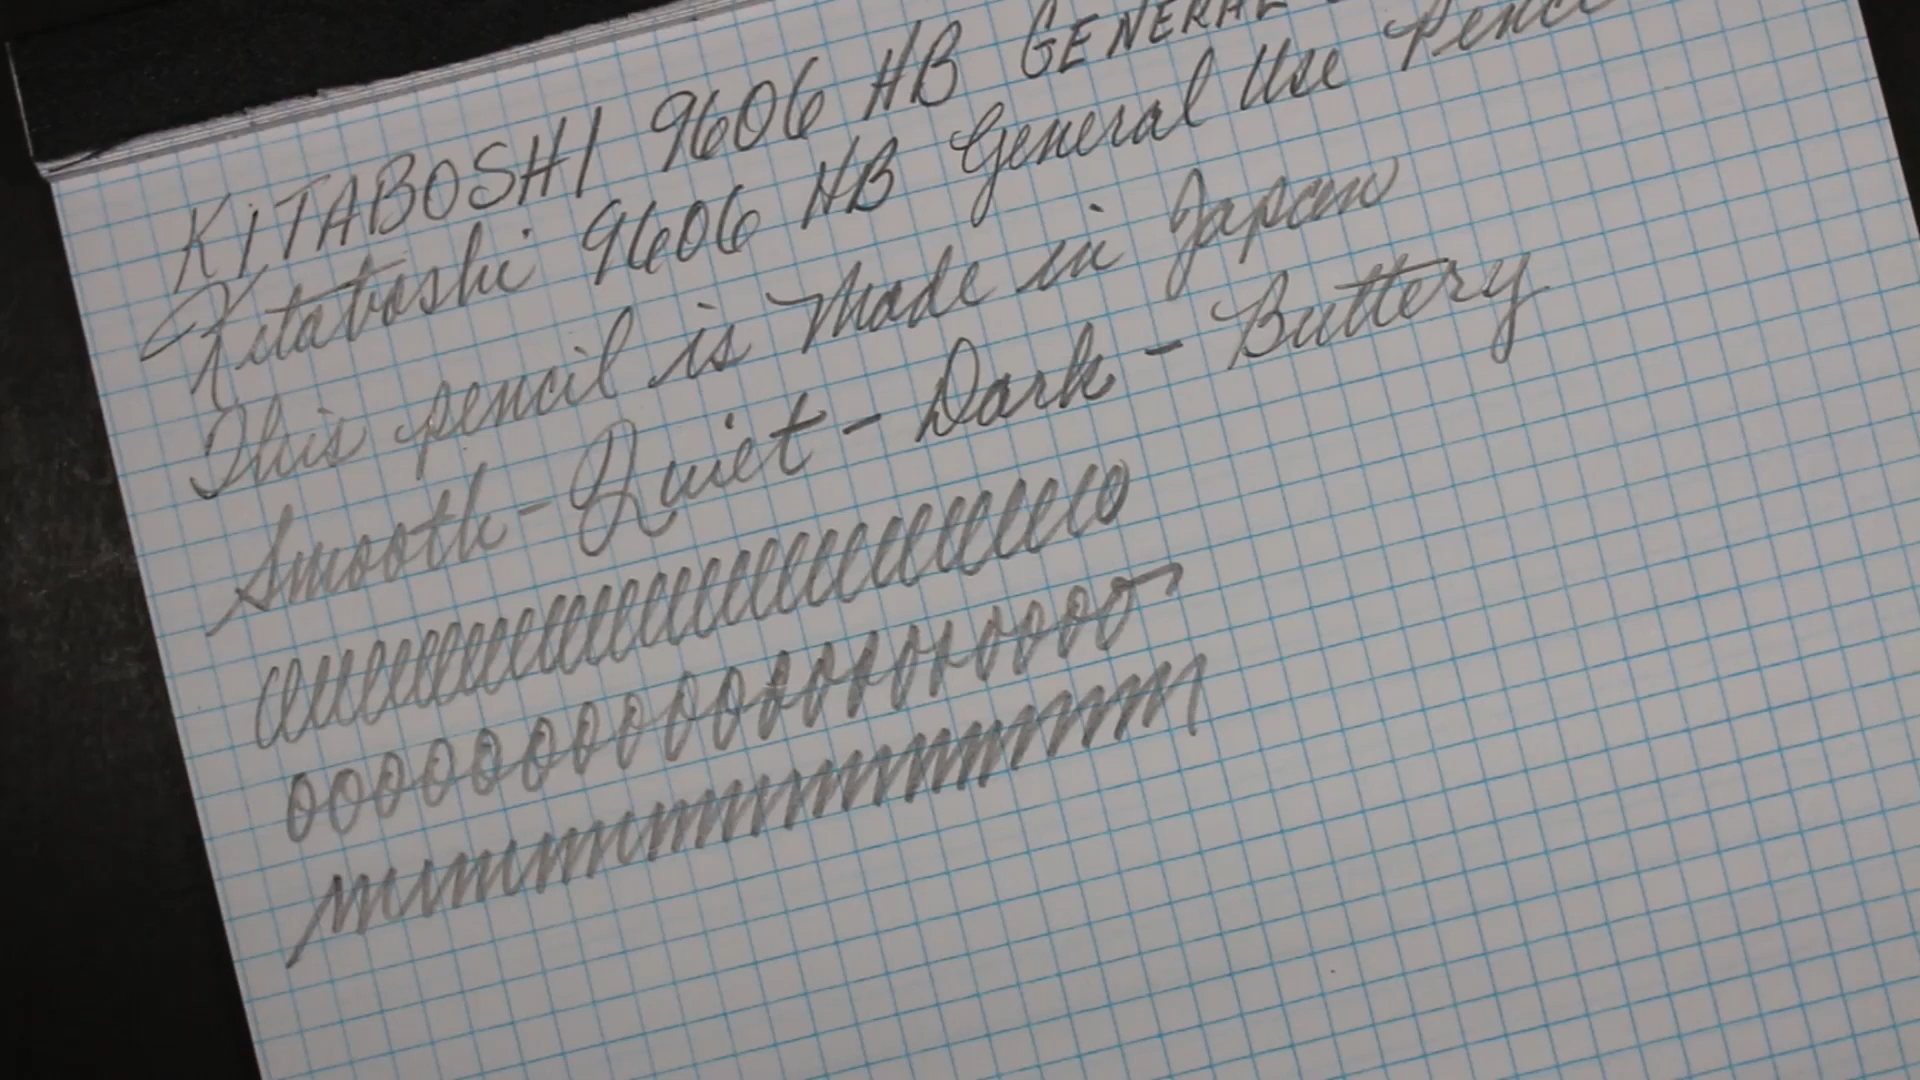 KITABOSHI 9606 HB GENERAL
Kitaboshi 9606 HB General Use Penc
This pencil is Made in Japan
Smooth - Quiet - Dark - Buttery